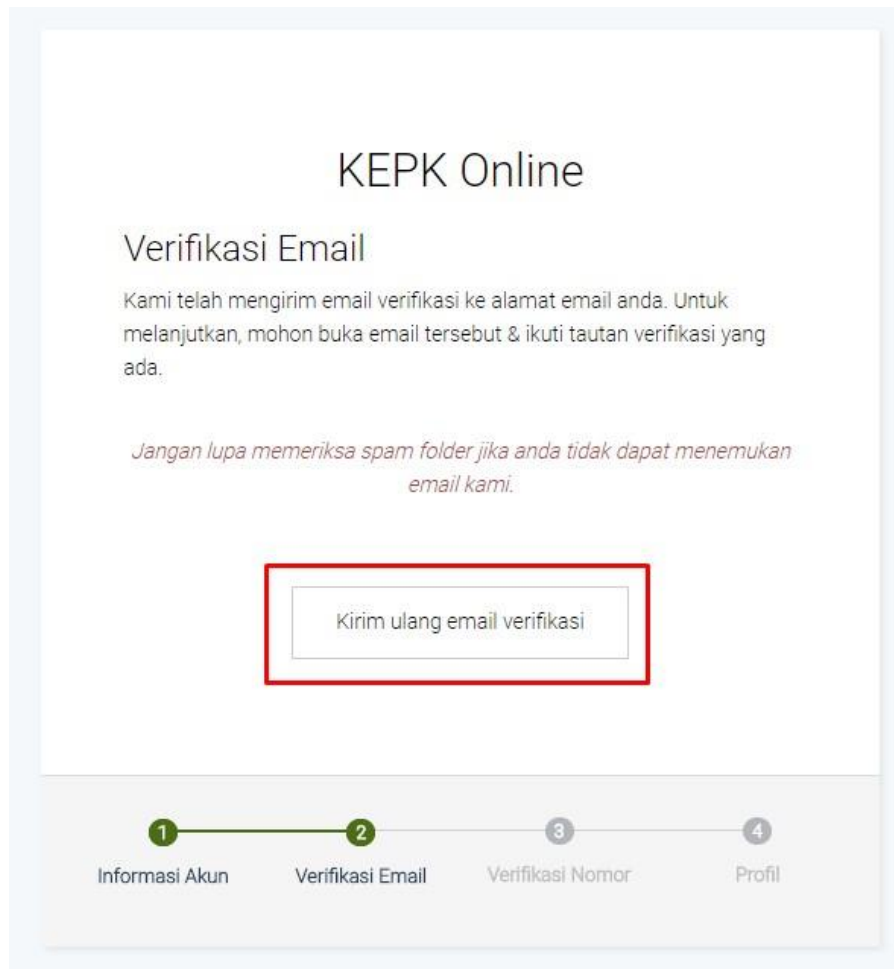 KEPK Online
Verifikasi Email
Kami telah mengirim email verifikasi ke alamat email anda. Untuk
melanjutkan, mohon buka email tersebut & ikuti tautan verifikasi yang
ada.
Jangan lupa memeriksa spam folder jika anda tidak dapat menemukan
email kami.
Kirim ulang email verifikasi
1 2 3 4
Informasi Akun Verifikasi Email Verifikasi Nomor Profil